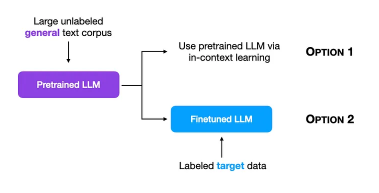 Large unlabeled
general text corpus
Use pretrained LLM via
in-context learning
OPTION 1
Pretrained LLM
Finetuned LLM
OPTION 2
Labeled target data